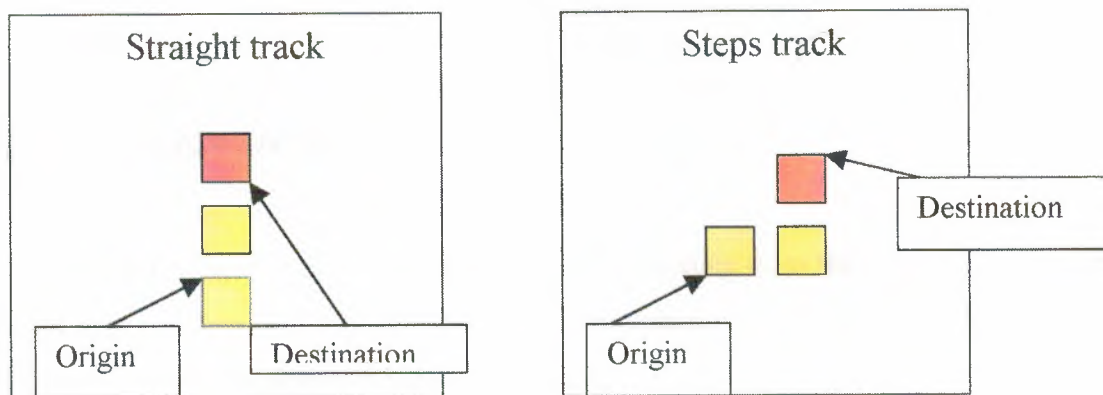 Straight track
Origin
Destination
Steps track
Destination
Origin